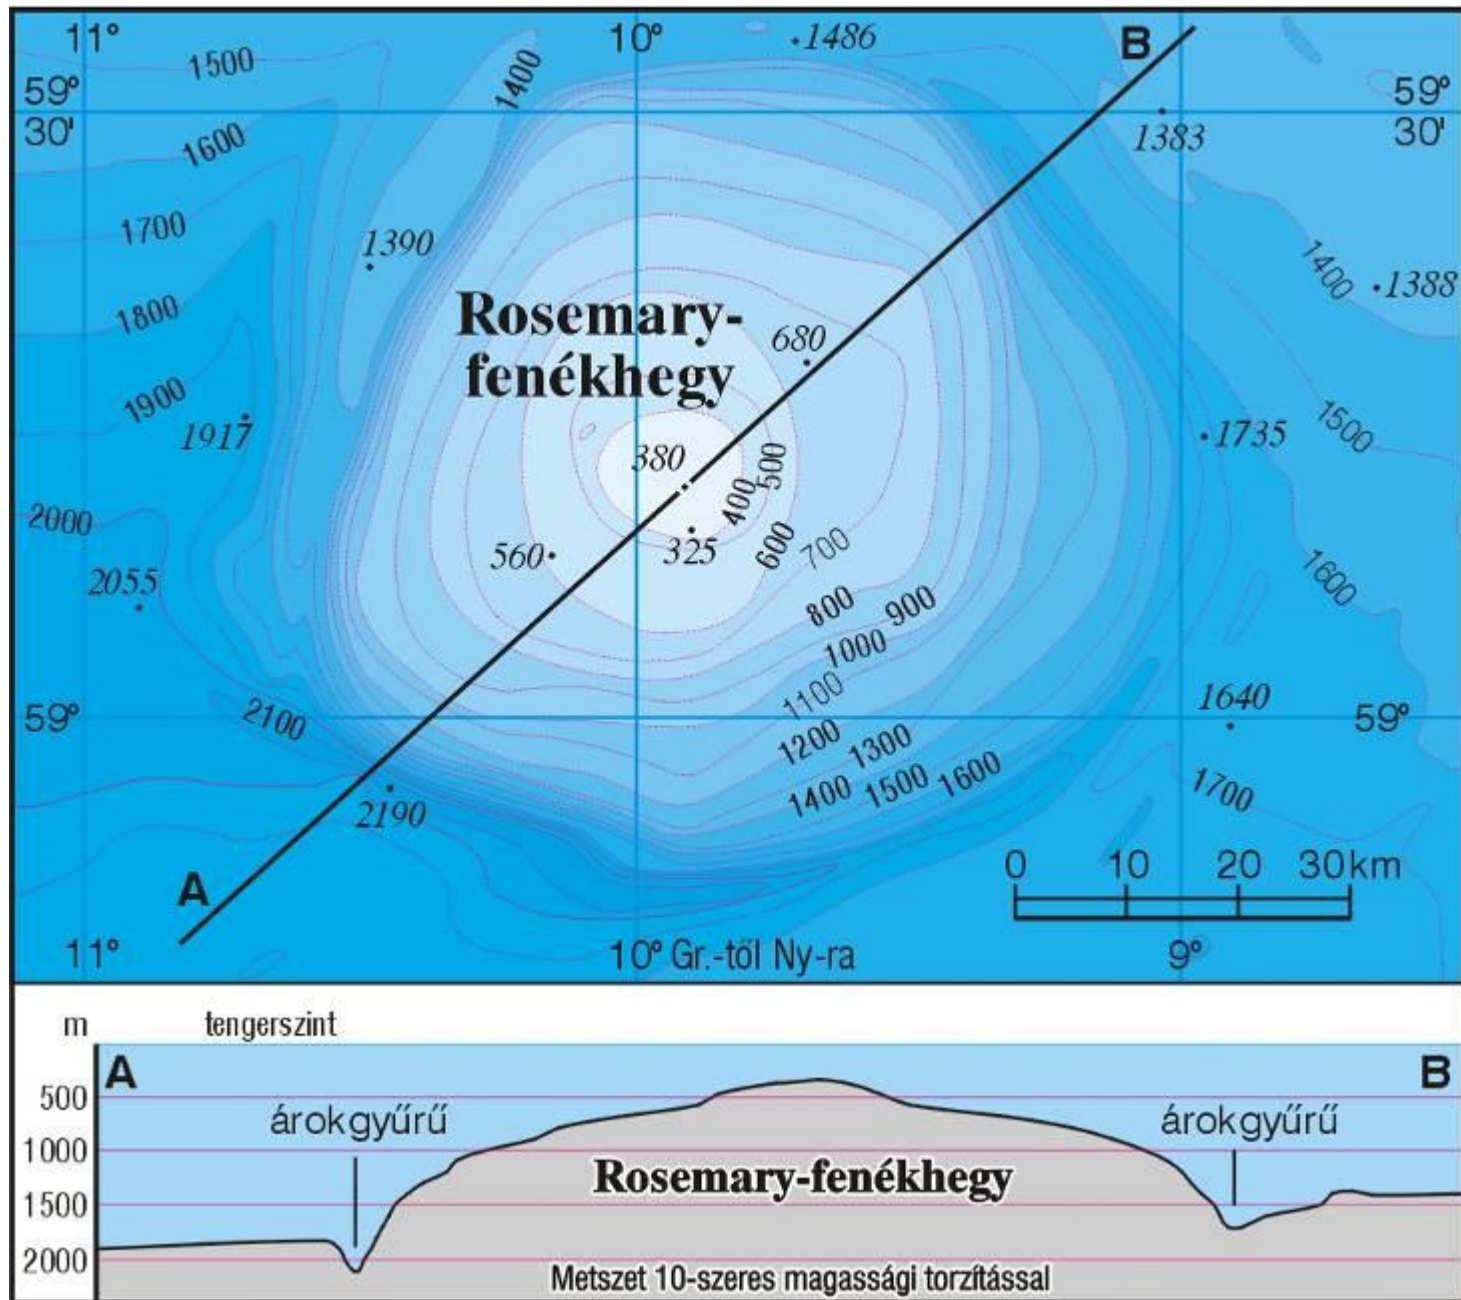 11° 10° 1486 B
1500 1400
59° 59°
30' 30'
1383
1600
1700 1390
1400 1388
1800
Rosemary-
fenékhegy
680
1900
1917
1500 1735
380 500
400
2000
560 325 600 700
1600
2055
800 900
1000
1100
1640
59° 59°
2100
1200 1300
1400 1500 1600
1700
2190
0 10 20 30 km
A
11° 10° Gr.-től Ny-ra 9°
m tengerszint
A B
500
árokgyűrű árokgyűrű
1000
Rosemary-fenékhegy
1500
2000
Metszet 10-szeres magassági torzítással